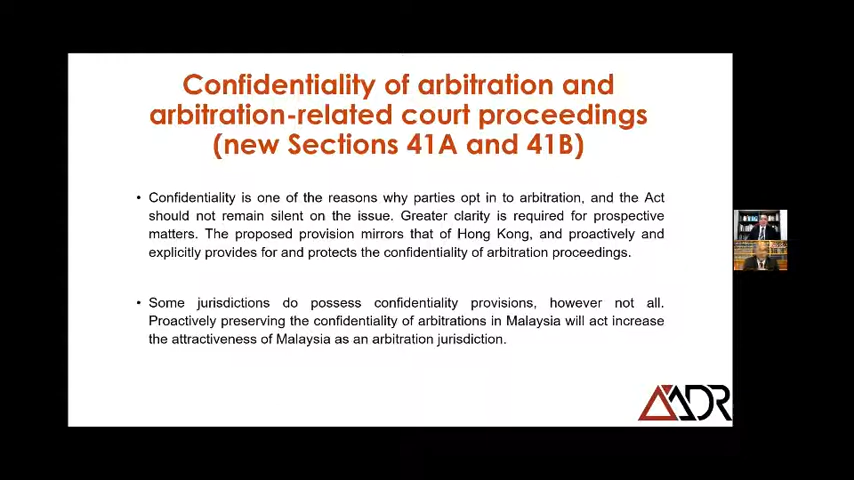 Confidentiality of arbitration and
arbitration-related court proceedings
(new Sections 41A and 41B)
• Confidentiality is one of the reasons why parties opt in to arbitration, and the Act
should not remain silent on the issue. Greater clarity is required for prospective
matters. The proposed provision mirrors that of Hong Kong, and proactively and
explicitly provides for and protects the confidentiality of arbitration proceedings.
• Some jurisdictions do possess confidentiality provisions, however not all.
Proactively preserving the confidentiality of arbitrations in Malaysia will act increase
the attractiveness of Malaysia as an arbitration jurisdiction.
AADR